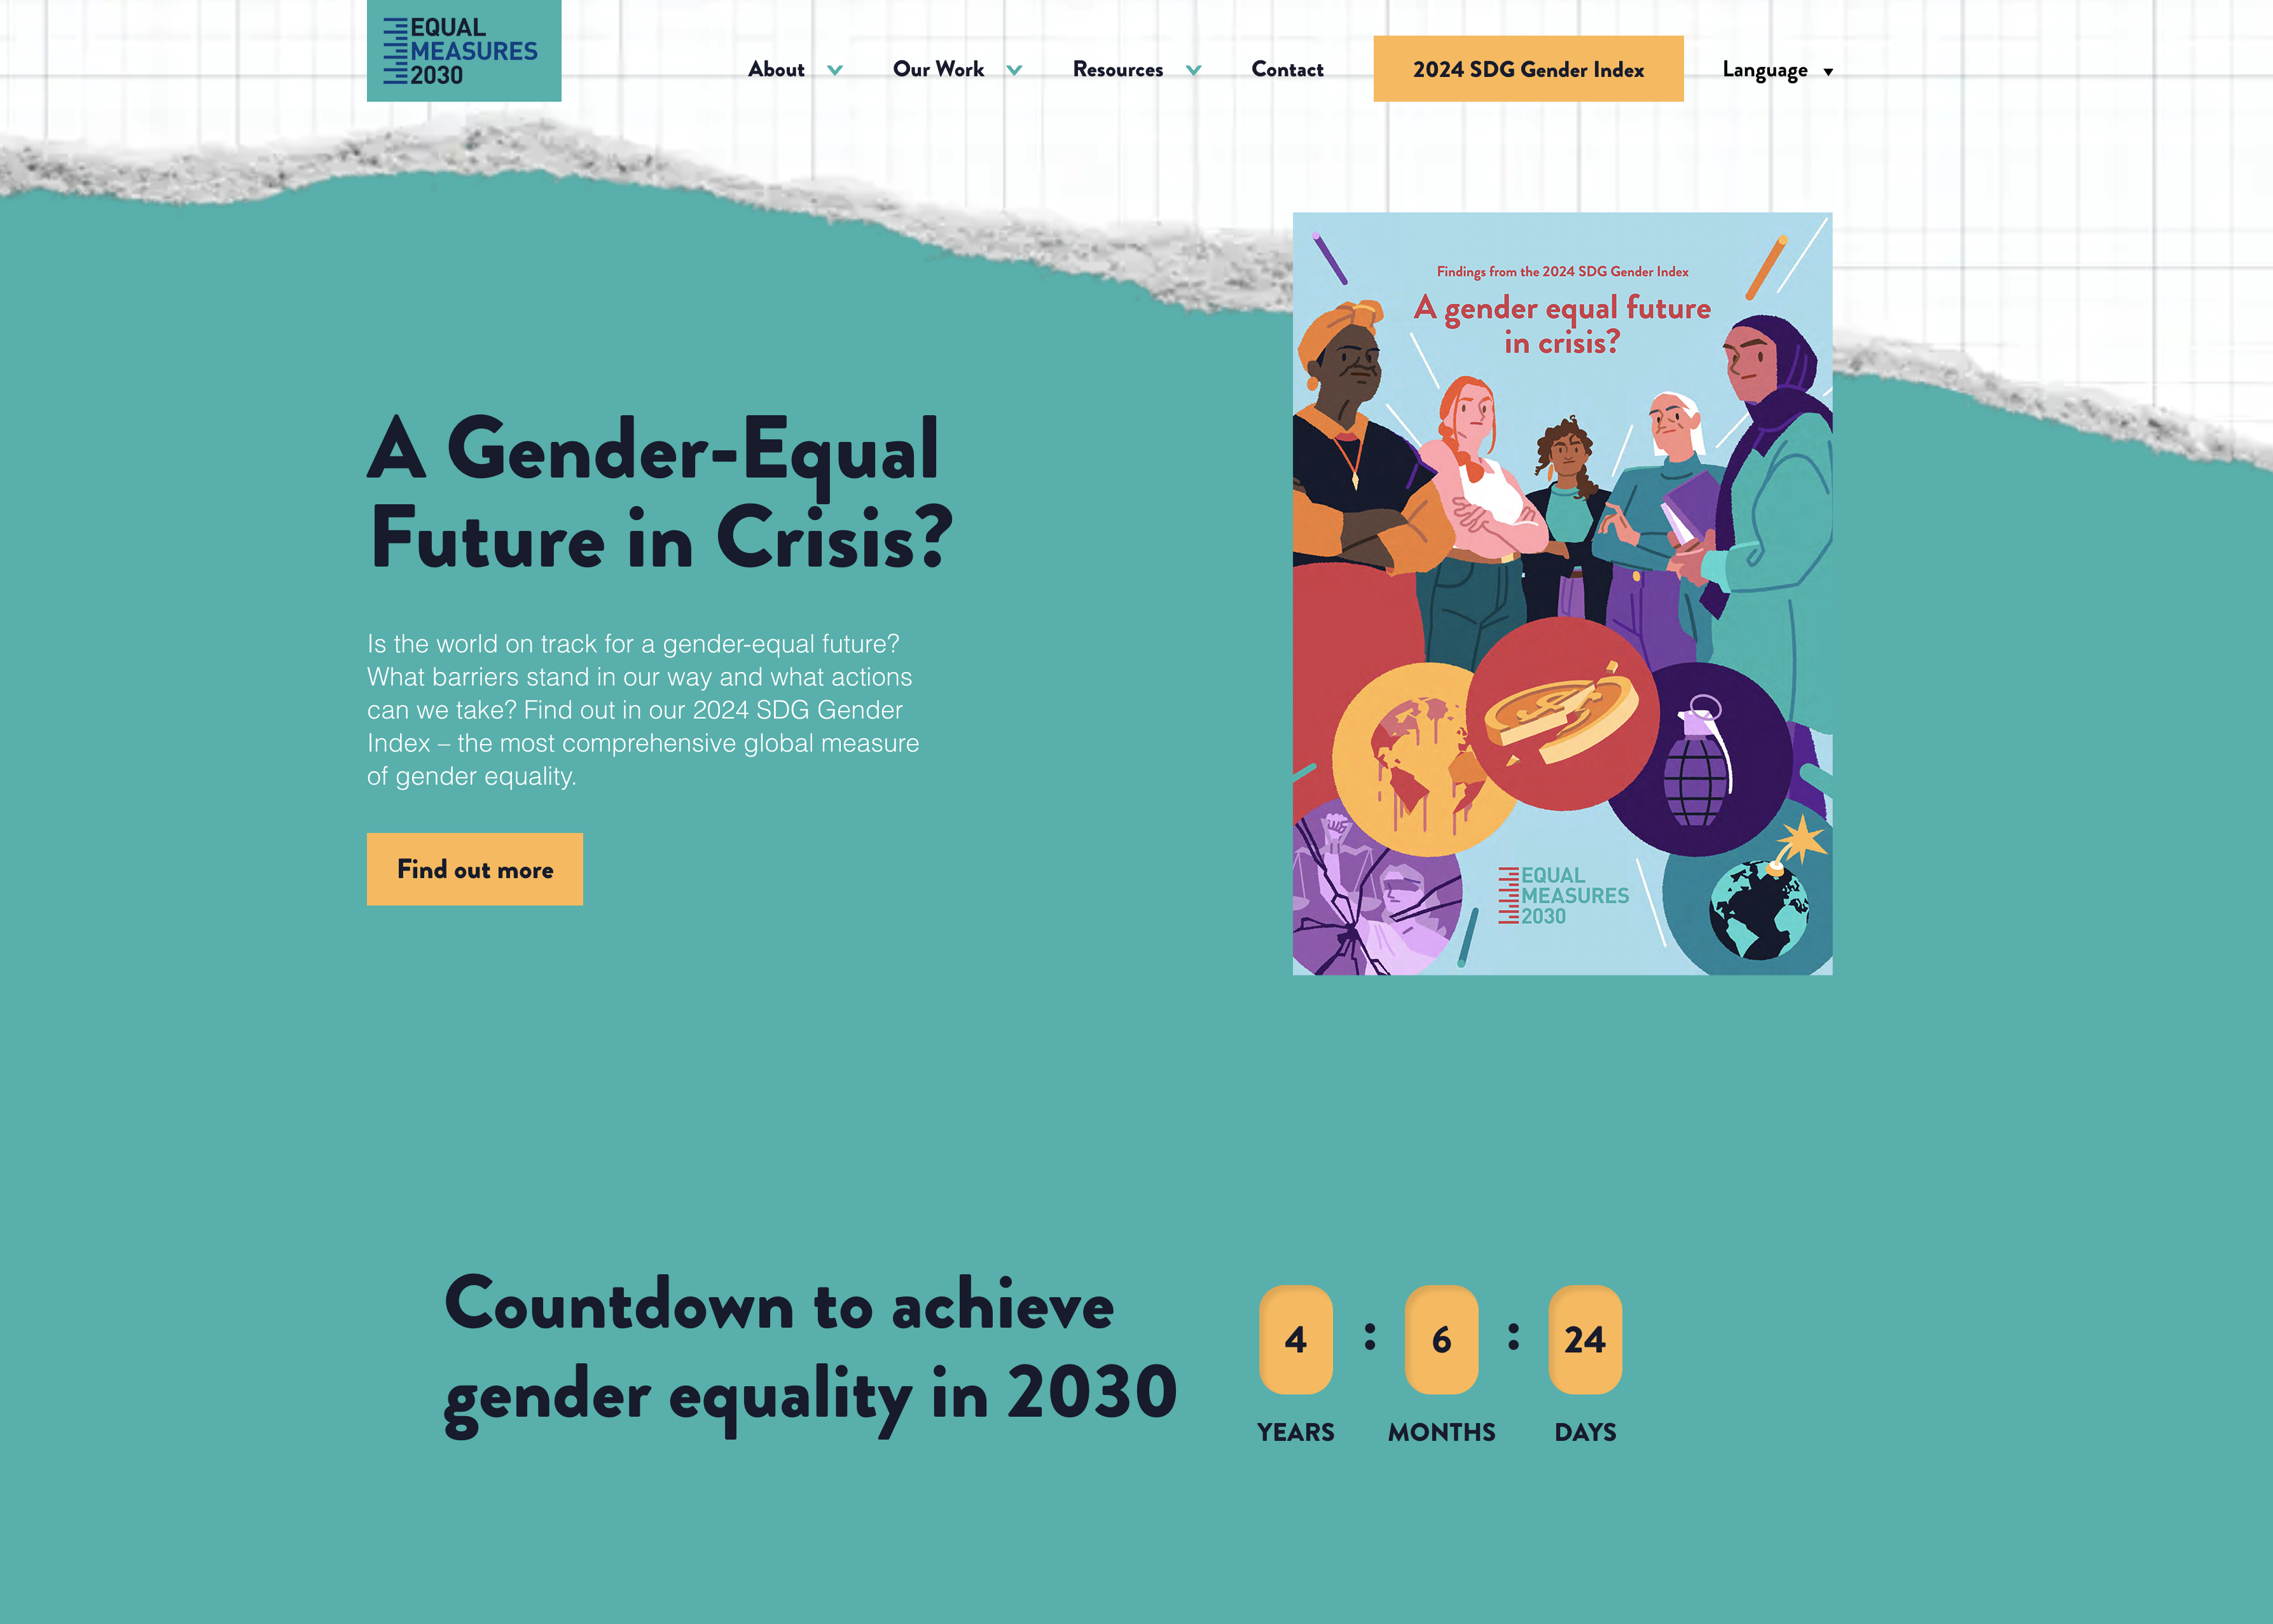 EQUAL
MEASURES
2030
About
Our Work
Resources
Contact
2024 SDG Gender Index
Language
Findings from the 2024 SDG Gender Index
A gender equal future
in crisis?
A Gender-Equal
Future in Crisis?
Is the world on track for a gender-equal future?
What barriers stand in our way and what actions
can we take? Find out in our 2024 SDG Gender
Index – the most comprehensive global measure
of gender equality.
Find out more
EQUAL
MEASURES
2030
Countdown to achieve
gender equality in 2030
4 : 6 : 24
YEARS MONTHS DAYS